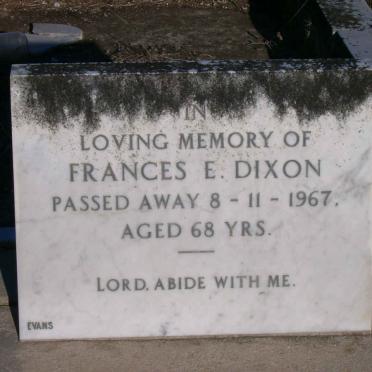 IN
LOVING MEMORY OF
FRANCES E. DIXON
PASSED AWAY 8 - 11 - 1967.
AGED 68 YRS.
LORD, ABIDE WITH ME.
EVANS